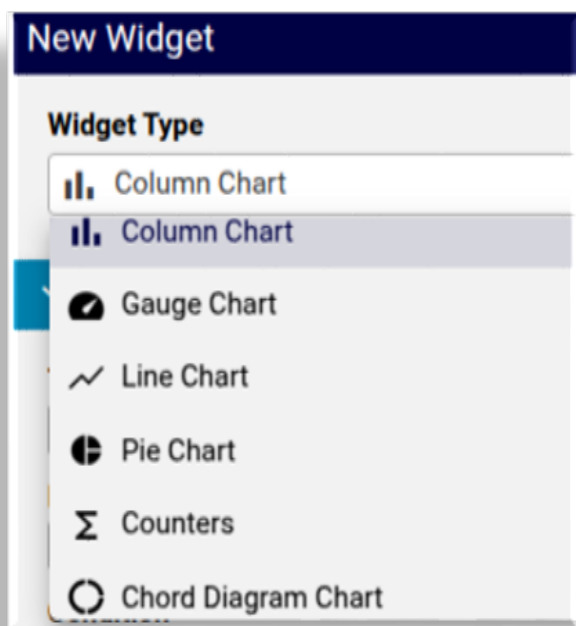 New Widget
Widget Type
Column Chart
Column Chart
Gauge Chart
Line Chart
Pie Chart
Counters
Chord Diagram Chart